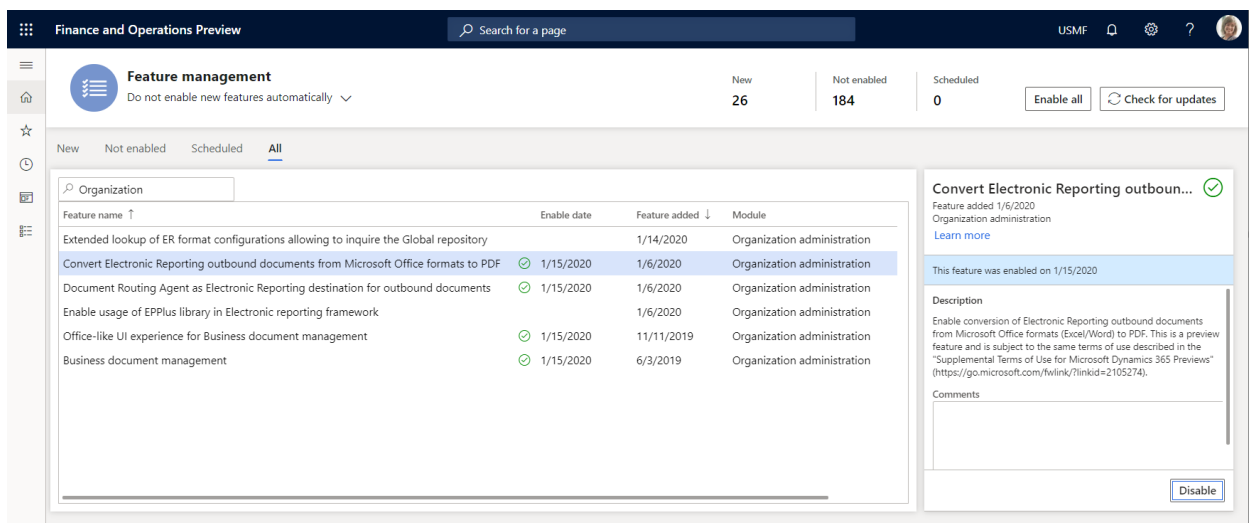 Finance and Operations Preview
Search for a page
USMF
?
Feature management
Do not enable new features automatically
New
26
Not enabled
184
Scheduled
0
Enable all
Check for updates
New Not enabled Scheduled All
Organization
Feature name ↑ Enable date Feature added ↓ Module
Extended lookup of ER format configurations allowing to inquire the Global repository 1/14/2020 Organization administration
Convert Electronic Reporting outbound documents from Microsoft Office formats to PDF 1/15/2020 1/6/2020 Organization administration
Document Routing Agent as Electronic Reporting destination for outbound documents 1/15/2020 1/6/2020 Organization administration
Enable usage of EPPlus library in Electronic reporting framework 1/6/2020 Organization administration
Office-like UI experience for Business document management 1/15/2020 11/11/2019 Organization administration
Business document management 1/15/2020 6/3/2019 Organization administration
Convert Electronic Reporting outboun...
Feature added 1/6/2020
Organization administration
Learn more
This feature was enabled on 1/15/2020
Description
Enable conversion of Electronic Reporting outbound documents
from Microsoft Office formats (Excel/Word) to PDF. This is a preview
feature and is subject to the same terms of use described in the
"Supplemental Terms of Use for Microsoft Dynamics 365 Previews"
(https://go.microsoft.com/fwlink/?linkid=2105274).
Comments
Disable